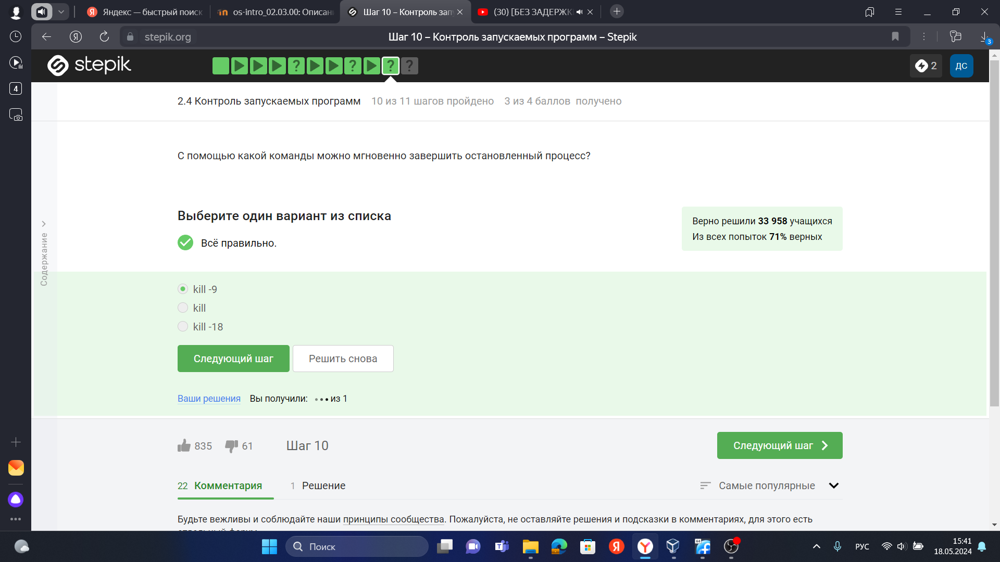 Яндекс — быстрый поиск
os-intro_02.03.00: Описан
Шаг 10 – Контроль зап
(30) [БЕЗ ЗАДЕРЖК
stepik.org
Шаг 10 – Контроль запускаемых программ – Stepik
3
4
stepik
? ? ? ?
2
ДС
2.4 Контроль запускаемых программ 10 из 11 шагов пройдено 3 из 4 баллов получено
С помощью какой команды можно мгновенно завершить остановленный процесс?
Содержание
Выберите один вариант из списка
Всё правильно.
Верно решили 33 958 учащихся
Из всех попыток 71% верных
kill -9
kill
kill -18
Следующий шаг
Решить снова
Ваши решения Вы получили: ••• из 1
835 61 Шаг 10
Следующий шаг
22 Комментария
1 Решение
Самые популярные
Будьте вежливы и соблюдайте наши принципы сообщества. Пожалуйста, не оставляйте решения и подсказки в комментариях, для этого есть
Поиск
64
РУС
15:41
18.05.2024